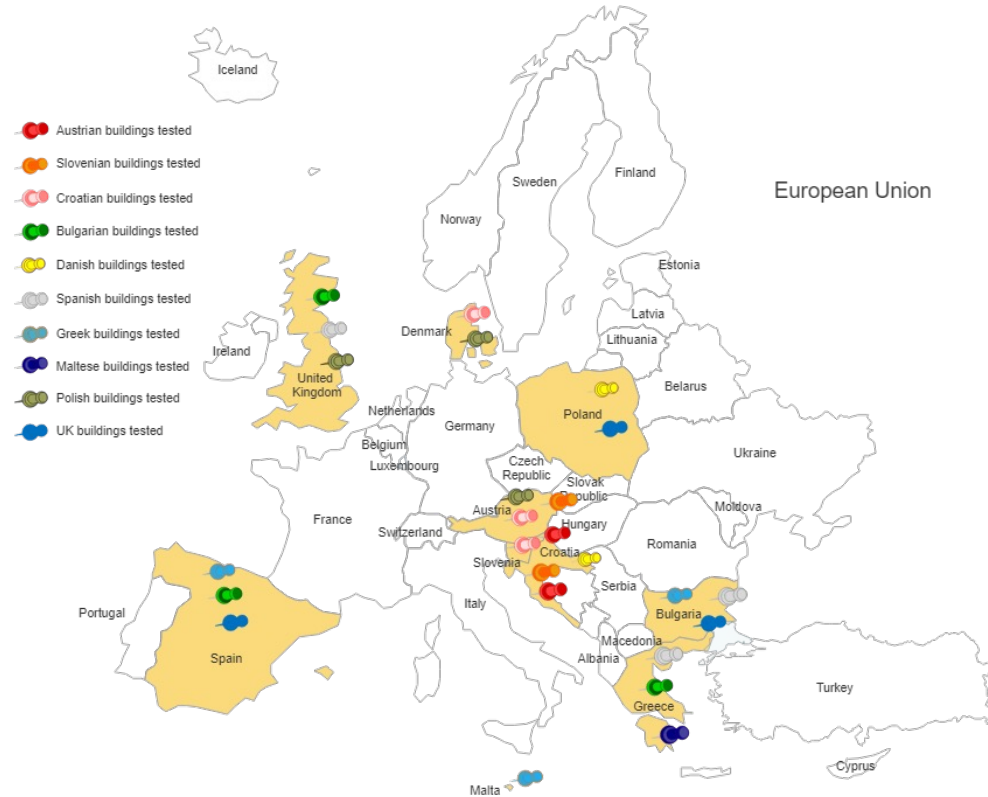 Iceland
Austrian buildings tested
Slovenian buildings tested
Croatian buildings tested
Bulgarian buildings tested
Danish buildings tested
Spanish buildings tested
Greek buildings tested
Maltese buildings tested
Polish buildings tested
UK buildings tested
European Union
Finland
Sweden
Norway
Estonia
Latvia
Denmark
Lithuania
Ireland
United
Kingdom
Belarus
Netherlands
Poland
Germany
Belgium
Ukraine
Luxembourg
Czech
Republic
Slovak
Republic
Moldova
Austria
France
Hungary
Switzerland
Romania
Croatia
Slovenia
Serbia
Italy
Portugal
Bulgaria
Macedonia
Albania
Spain
Turkey
Greece
Cyprus
Malta